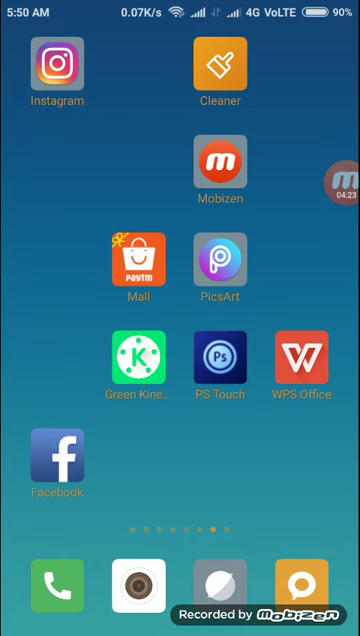 5:50 AM 0.07K/s 4G VoLTE 90%
Instagram Cleaner
m
Mobizen
m
04:23
paytm
Mall PicsArt
K Ps W
Green Kine.. PS Touch WPS Office
f
Facebook
Recorded by mobizen